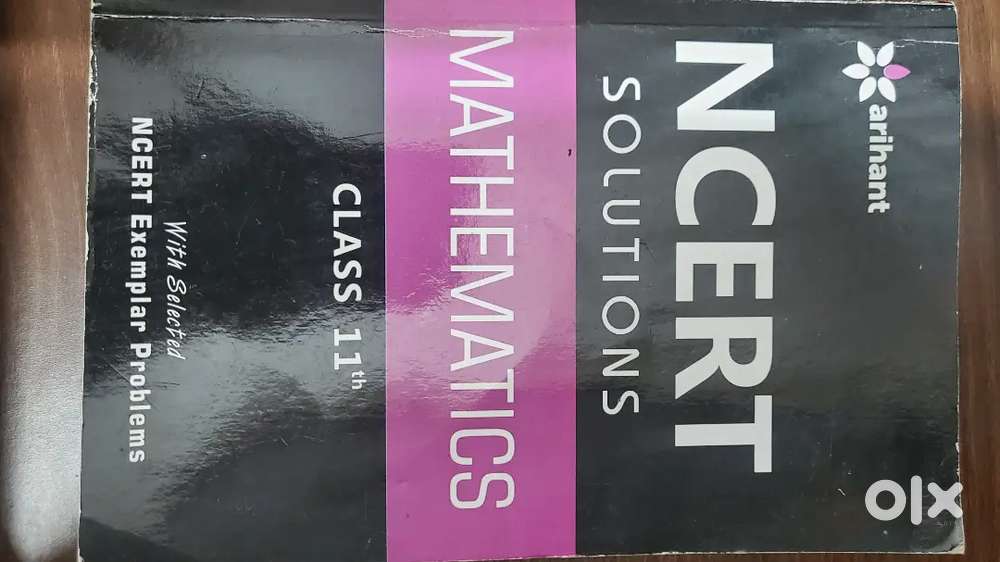 arihant
NCERT
SOLUTIONS
MATHEMATICS
CLASS 11th
With Selected
NCERT Exemplar Problems
olx